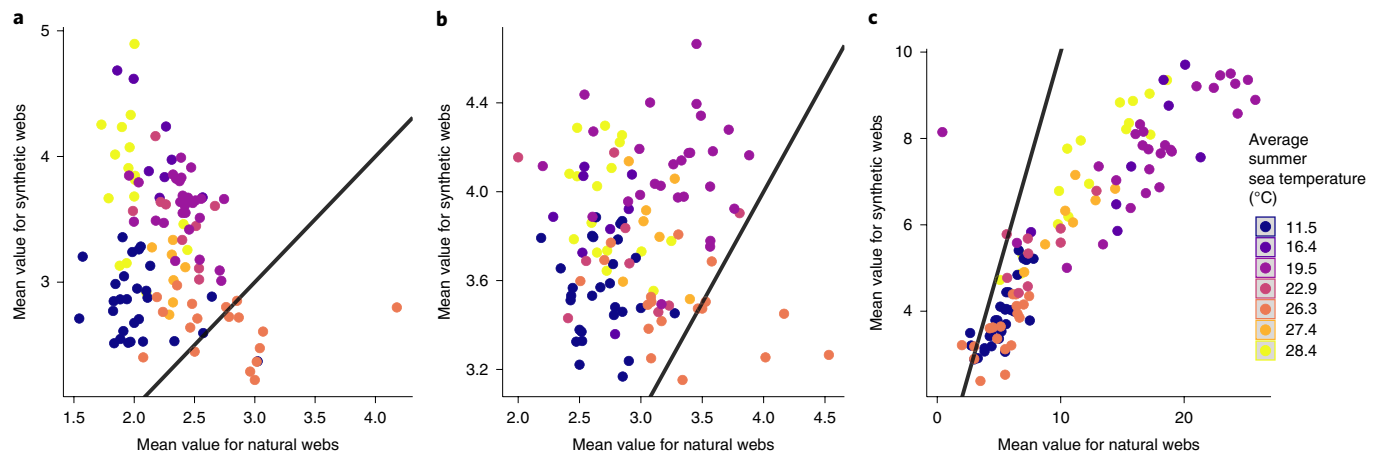 a
5
4
3
Mean value for synthetic webs
1.5 2.0 2.5 3.0 3.5 4.0
Mean value for natural webs
b
4.4
4.0
3.6
3.2
Mean value for synthetic webs
2.0 2.5 3.0 3.5 4.0 4.5
Mean value for natural webs
c
10
8
6
4
Mean value for synthetic webs
0 10 20
Mean value for natural webs
Average
summer
sea temperature
(°C)
11.5
16.4
19.5
22.9
26.3
27.4
28.4